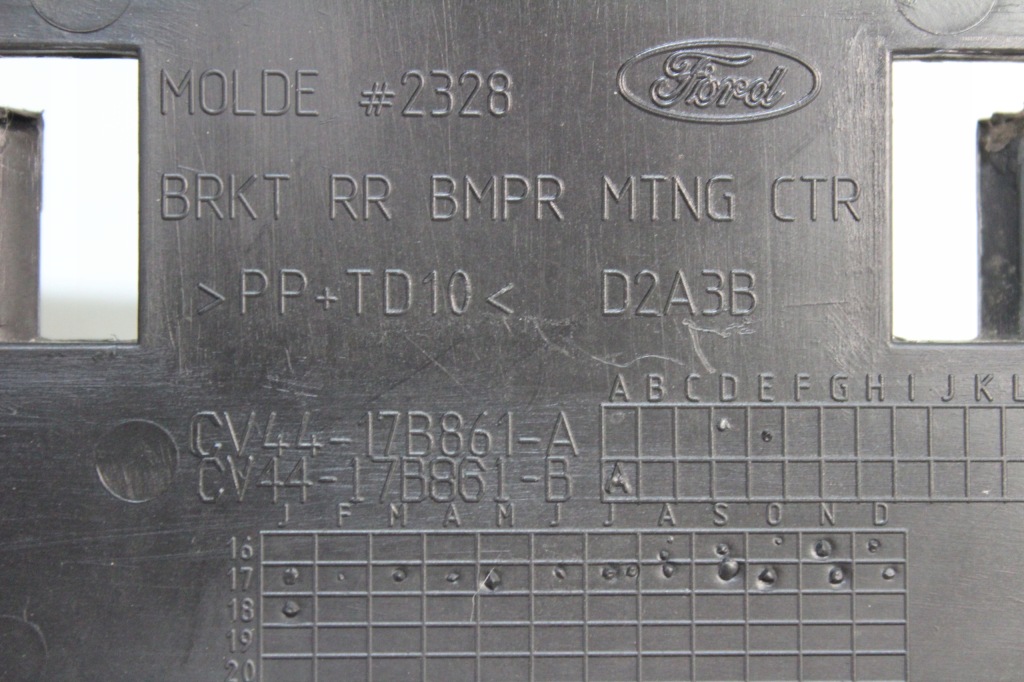 MOLDE #2328 Ford
BRKT RR BMPR MTNG CTR
>PP+TD10< D2A3B
A B C D E F G H I J K L
CV44-17B861-A
CV44-17B861-B A
J F M A M J J A S O N D
16
17
18
19
20